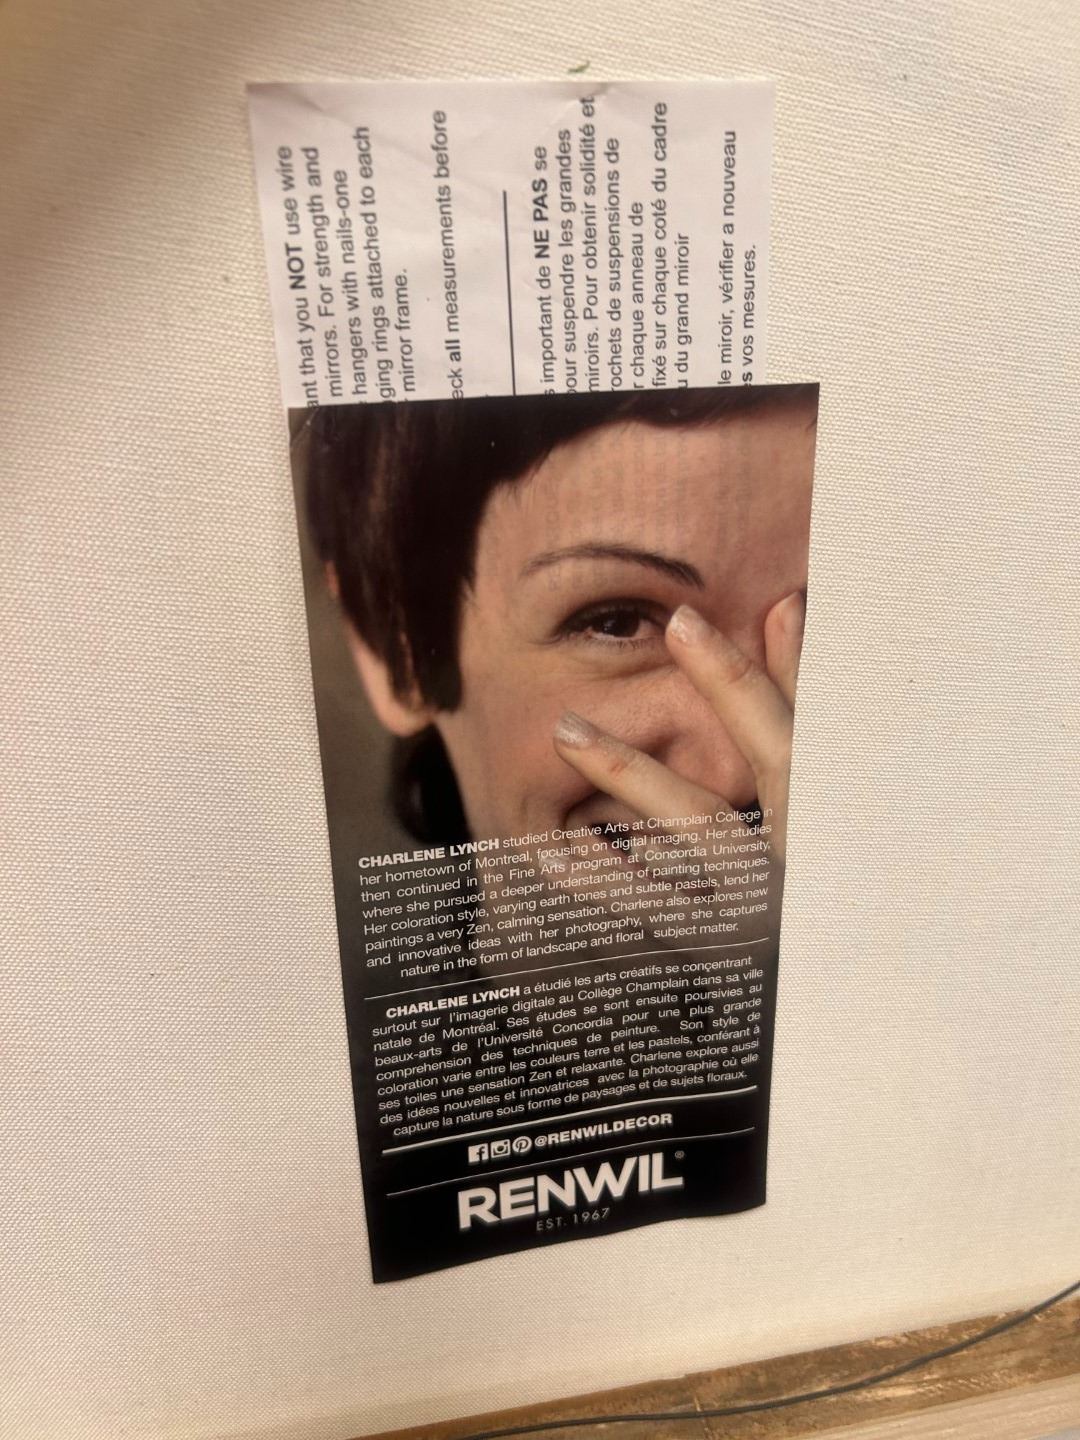 ant that you NOT use wire
mirrors. For strength and
hangers with nails-one
ging rings attached to each
mirror frame.
eck all measurements before
important de NE PAS se
pour suspendre les grandes
miroirs. Pour obtenir solidité et
rochets de suspensions de
r chaque anneau de
fixé sur chaque coté du cadre
u du grand miroir
le miroir, vérifier a nouveau
s vos mesures.
CHARLENE LYNCH studied Creative Arts at Champlain College in
her hometown of Montreal, focusing on digital imaging. Her studies
then continued in the Fine Arts program at Concordia University,
where she pursued a deeper understanding of painting techniques.
Her coloration style, varying earth tones and subtle pastels, lend her
paintings a very Zen, calming sensation. Charlene also explores new
and innovative ideas with her photography, where she captures
nature in the form of landscape and floral subject matter.
CHARLENE LYNCH a étudié les arts créatifs se conçentrant
surtout sur l'imagerie digitale au Collège Champlain dans sa ville
natale de Montréal. Ses études se sont ensuite poursivies au
beaux-arts de l'Université Concordia pour une plus grande
comprehension des techniques de peinture. Son style de
coloration varie entre les couleurs terre et les pastels, conférant à
ses toiles une sensation Zen et relaxante. Charlene explore aussi
des idées nouvelles et innovatrices avec la photographie où elle
capture la nature sous forme de paysages et de sujets floraux.
@RENWILDECOR
RENWIL®
EST. 1967